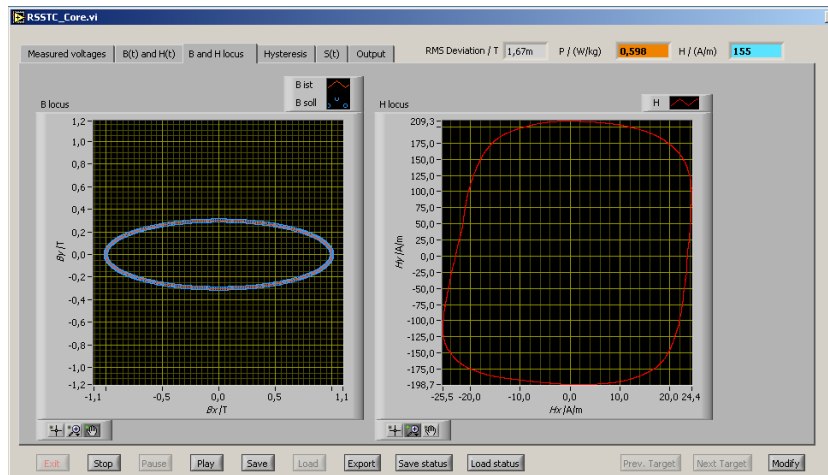 RSSTC_Core.vi
Measured voltages B(t) and H(t) B and H locus Hysteresis S(t) Output RMS Deviation / T 1,67m P / (W/kg) 0,598 H / (A/m) 155
B ist
B soll
B locus
1,2
1,0
0,8
0,6
0,4
0,2
0,0
-0,2
-0,4
-0,6
-0,8
-1,0
-1,2
By/T
-1,1 -0,5 0,0 0,5 1,1
Bx/T
H
H locus
209,3
175,0
150,0
125,0
100,0
75,0
50,0
25,0
0,0
-25,0
-50,0
-75,0
-100,0
-125,0
-150,0
-175,0
-198,7
Hy/A/m
-25,5 -20,0 -10,0 0,0 10,0 20,0 24,4
Hx/A/m
Exit Stop Pause Play Save Load Export Save status Load status Prev. Target Next Target Modify